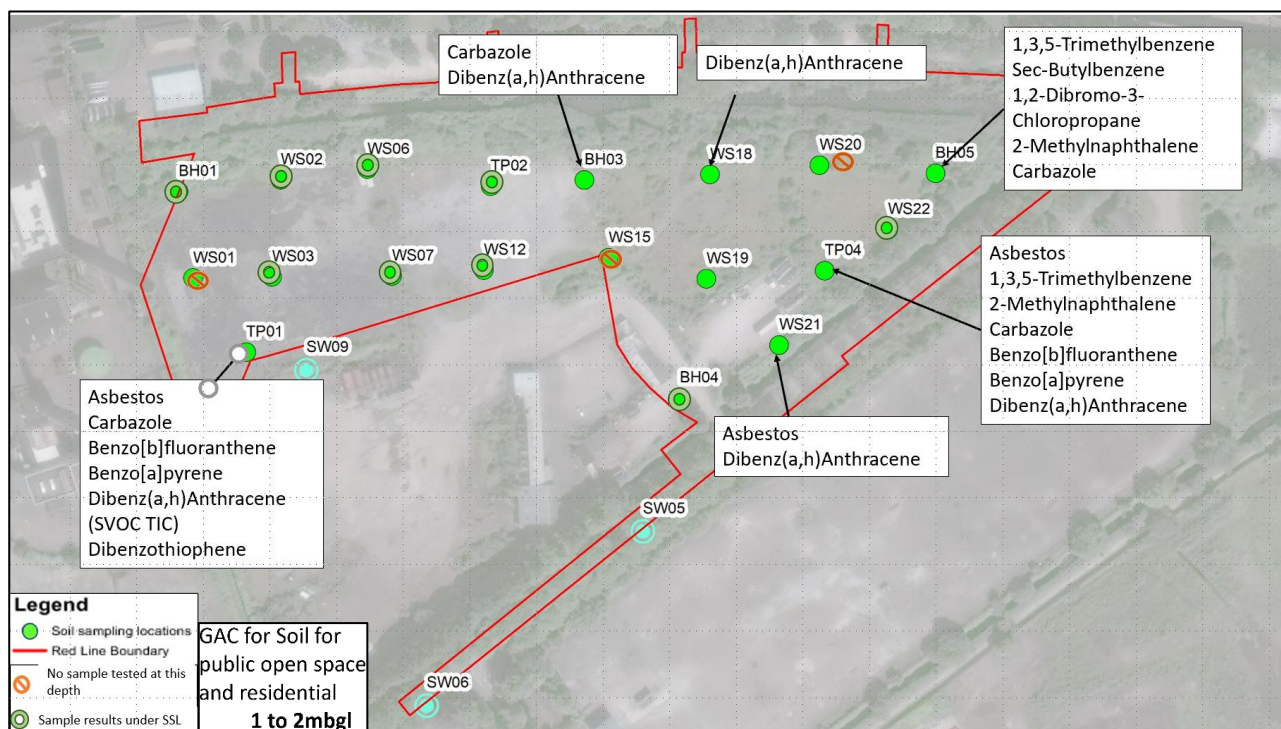 Carbazole
Dibenz(a,h)Anthracene
Dibenz(a,h)Anthracene
1,3,5-Trimethylbenzene
Sec-Butylbenzene
1,2-Dibromo-3-
Chloropropane
2-Methylnaphthalene
Carbazole
BH01
WS02
WS06
TP02
BH03
WS18
WS20
BH05
WS22
WS01
WS03
WS07
WS12
WS15
WS19
TP04
TP01
SW09
WS21
BH04
Asbestos
1,3,5-Trimethylbenzene
2-Methylnaphthalene
Carbazole
Benzo[b]fluoranthene
Benzo[a]pyrene
Dibenz(a,h)Anthracene
Asbestos
Carbazole
Benzo[b]fluoranthene
Benzo[a]pyrene
Dibenz(a,h)Anthracene
(SVOC TIC)
Dibenzothiophene
Asbestos
Dibenz(a,h)Anthracene
SW05
SW06
Legend
Soil sampling locations
Red Line Boundary
No sample tested at this
depth
Sample results under SSL
GAC for Soil for
public open space
and residential
1 to 2mbgl